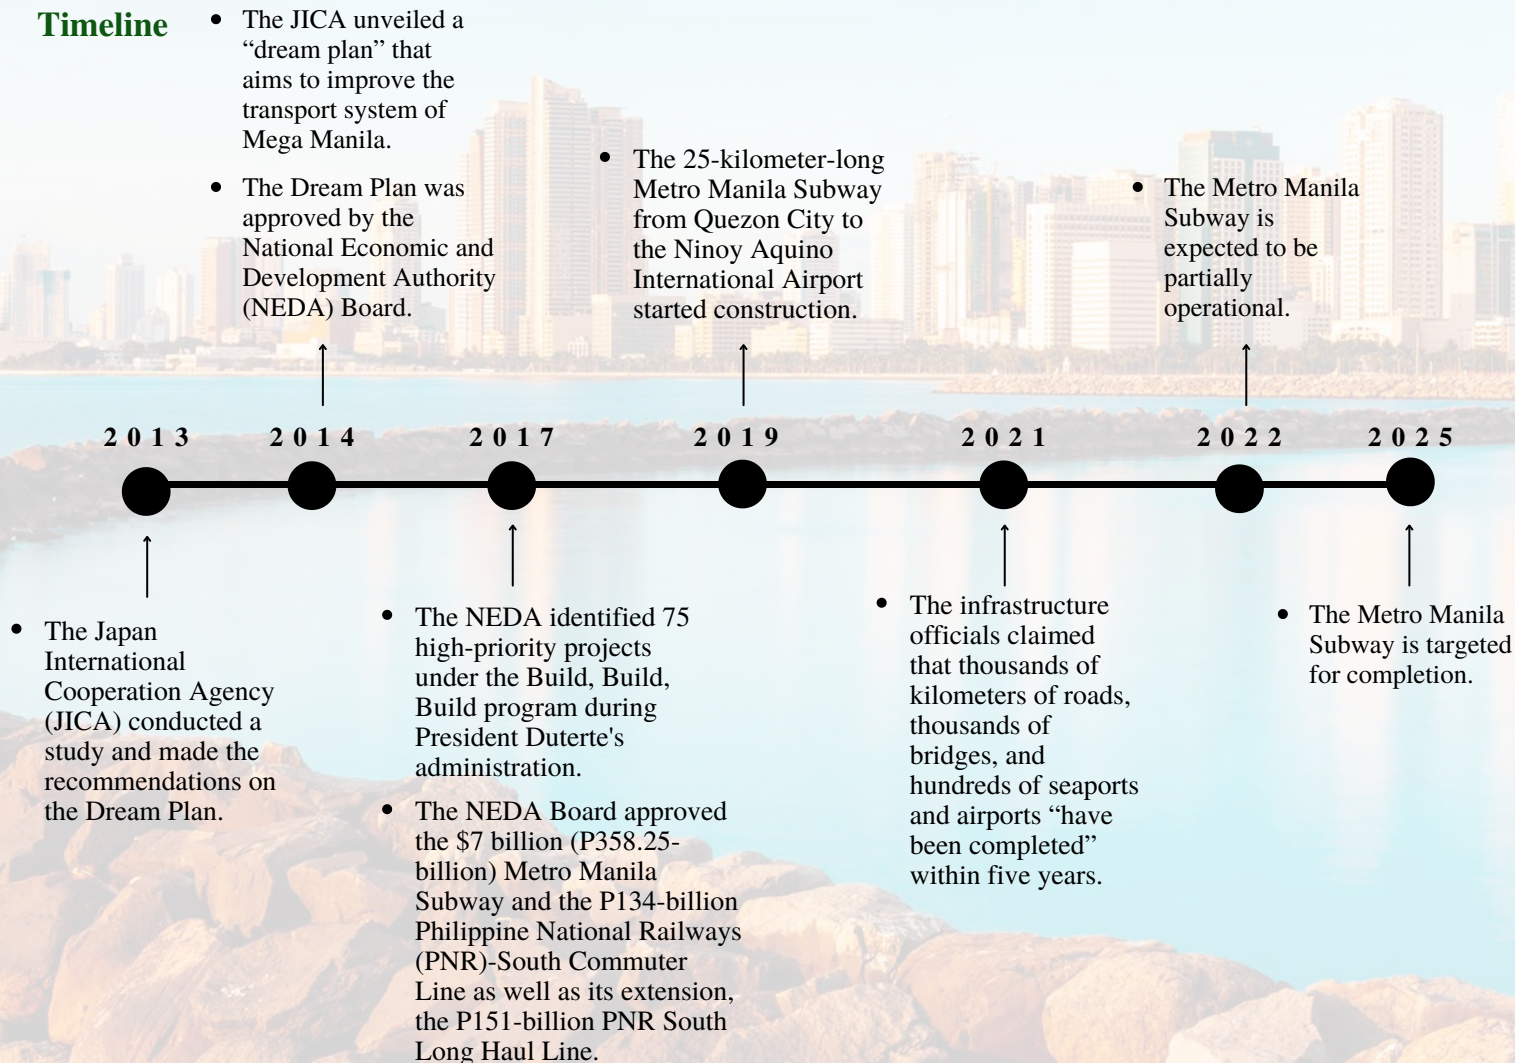 Timeline
• The JICA unveiled a
“dream plan” that
aims to improve the
transport system of
Mega Manila.
• The Dream Plan was
approved by the
National Economic and
Development Authority
(NEDA) Board.
• The 25-kilometer-long
Metro Manila Subway
from Quezon City to
the Ninoy Aquino
International Airport
started construction.
• The Metro Manila
Subway is
expected to be
partially
operational.
2013 2014 2017 2019 2021 2022 2025
• The Japan
International
Cooperation Agency
(JICA) conducted a
study and made the
recommendations on
the Dream Plan.
• The NEDA identified 75
high-priority projects
under the Build, Build,
Build program during
President Duterte's
administration.
• The NEDA Board approved
the $7 billion (P358.25-
billion) Metro Manila
Subway and the P134-billion
Philippine National Railways
(PNR)-South Commuter
Line as well as its extension,
the P151-billion PNR South
Long Haul Line.
• The infrastructure
officials claimed
that thousands of
kilometers of roads,
thousands of
bridges, and
hundreds of seaports
and airports “have
been completed”
within five years.
• The Metro Manila
Subway is targeted
for completion.